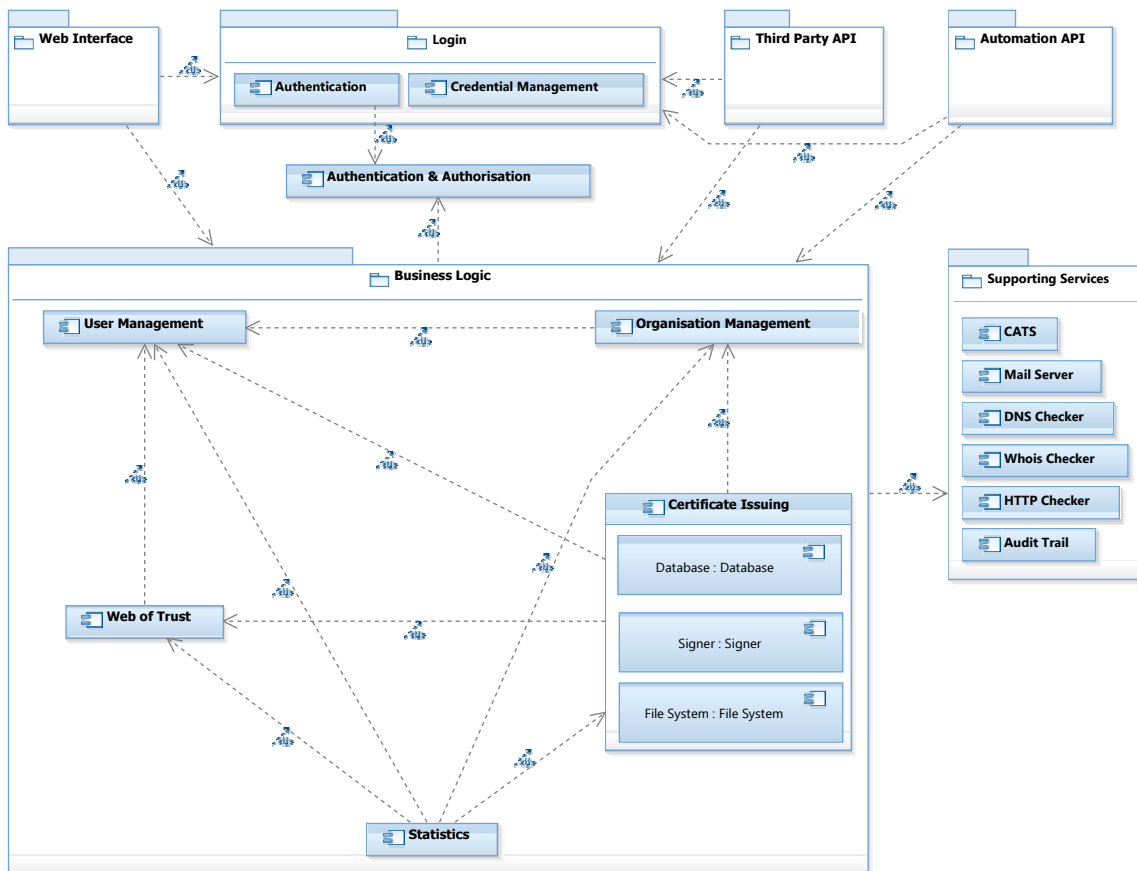 Web Interface
Login
Third Party API
Automation API
Authentication
Credential Management
Authentication & Authorisation
Business Logic
Supporting Services
User Management
Organisation Management
CATS
Mail Server
DNS Checker
Whois Checker
HTTP Checker
Audit Trail
Certificate Issuing
Database : Database
Signer : Signer
File System : File System
Web of Trust
Statistics